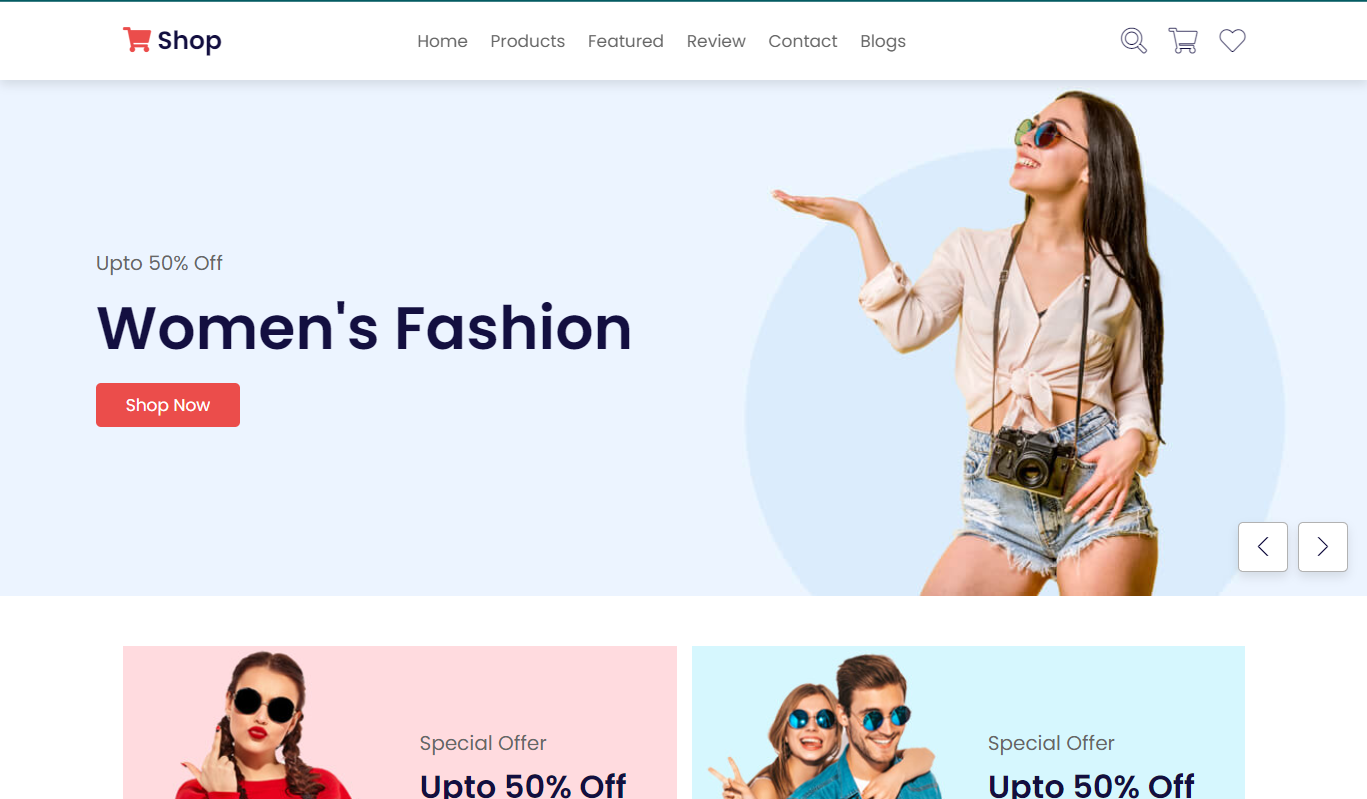 Shop
Home Products Featured Review Contact Blogs
Upto 50% Off
Women's Fashion
Shop Now
Special Offer
Upto 50% Off
Special Offer
Upto 50% Off